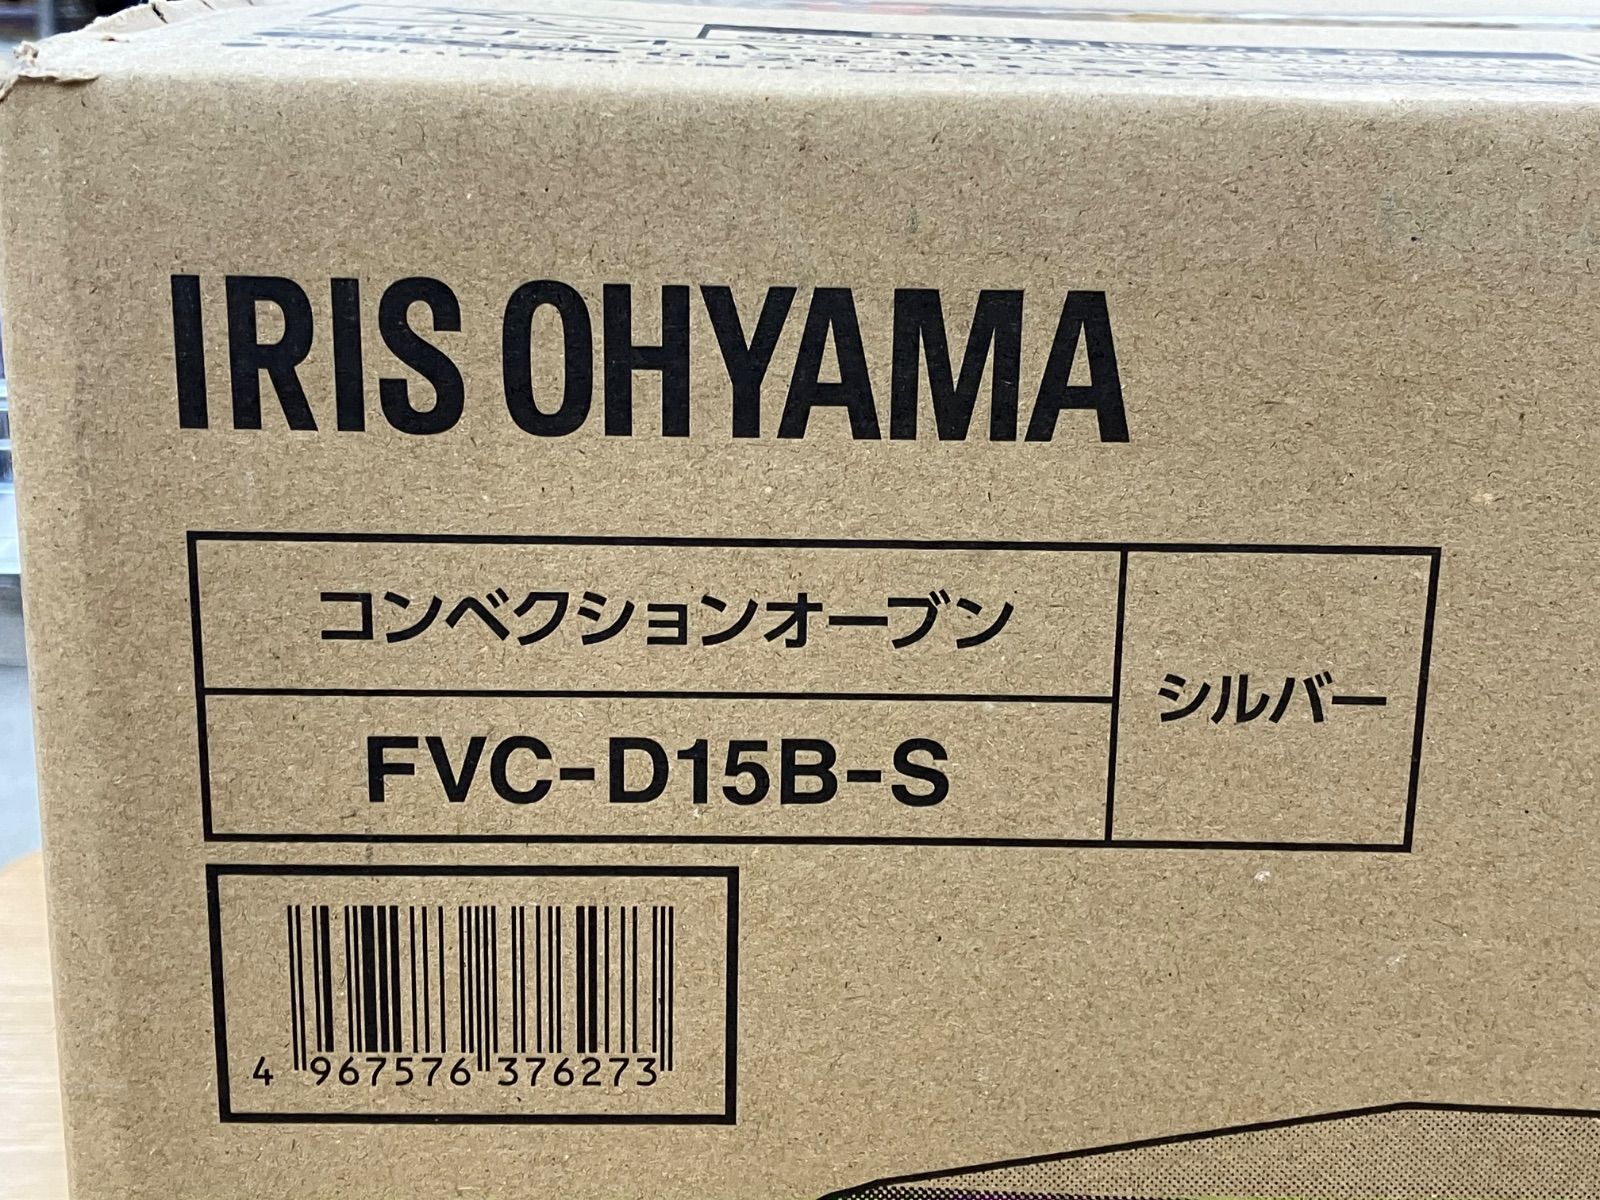 IRIS OHYAMA
コンベクションオーブン
シルバー
FVC-D15B-S
4 967576 376273